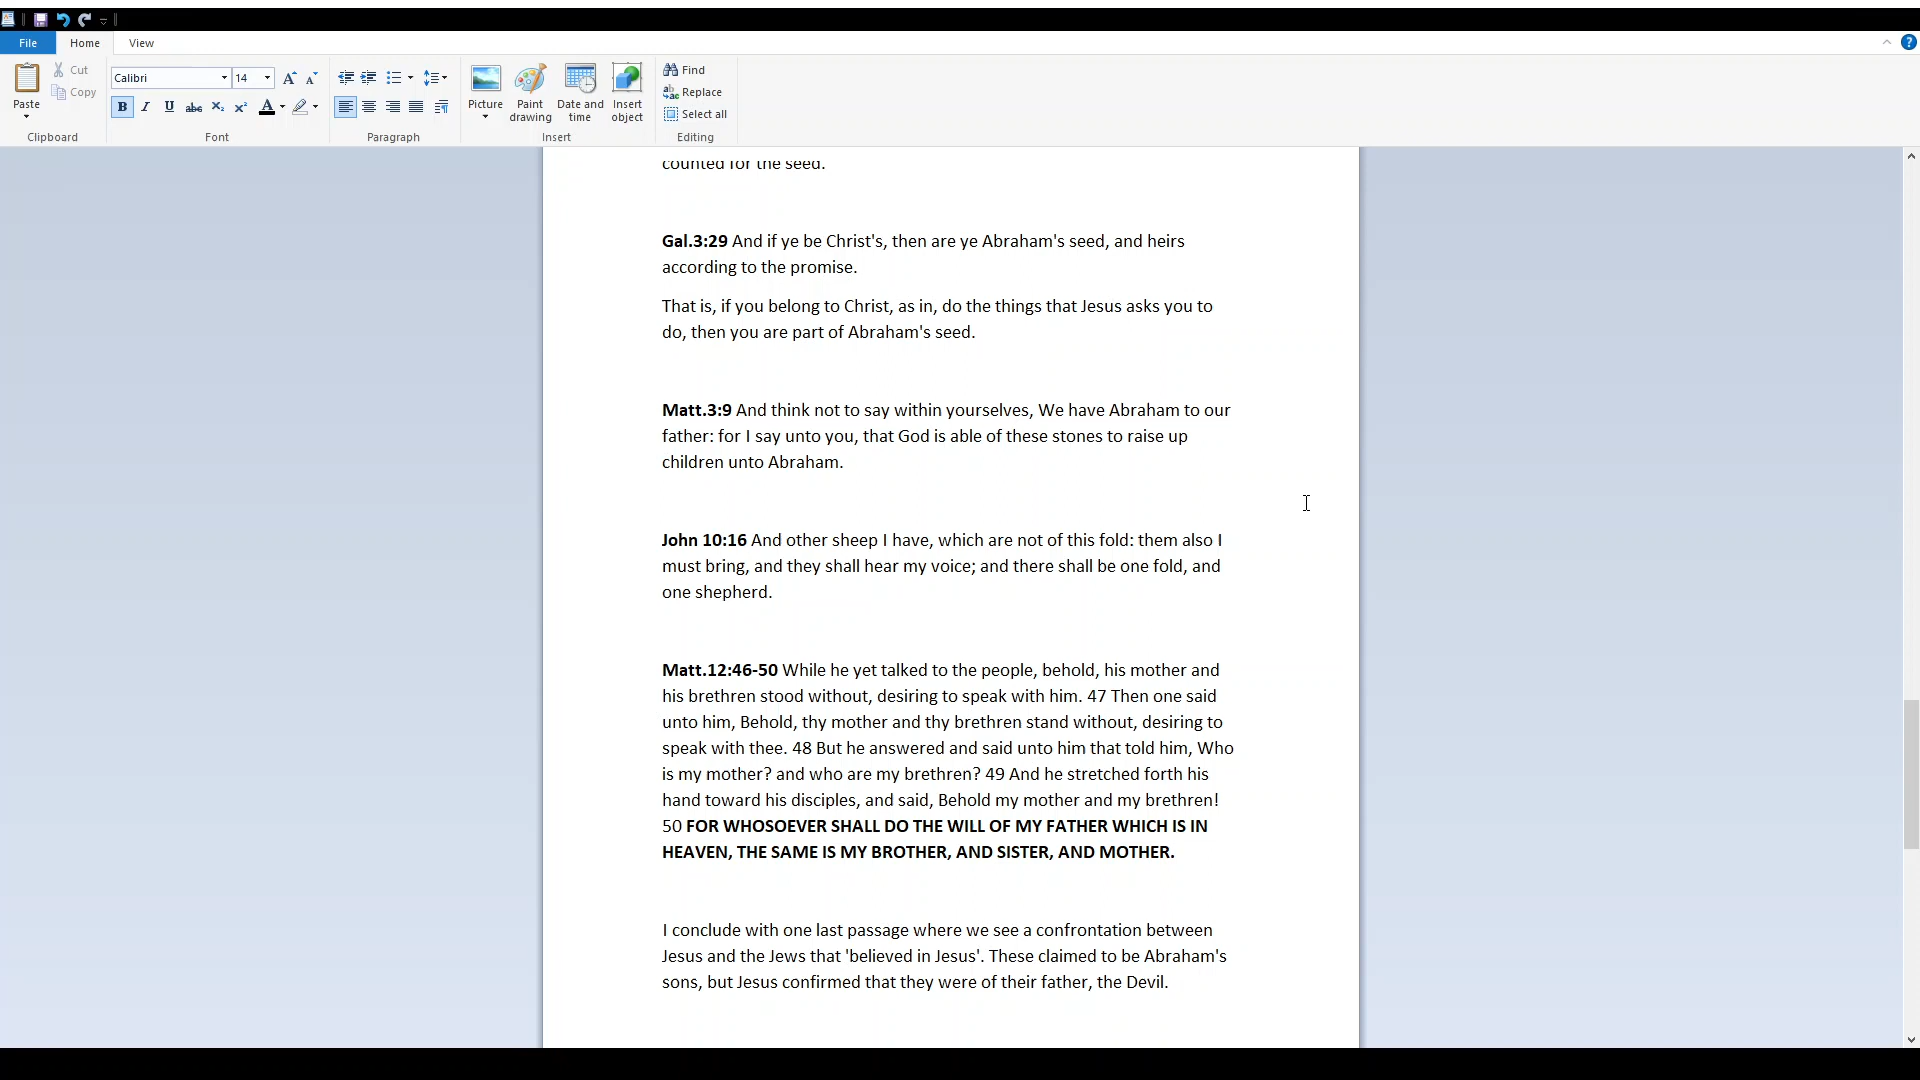 File
Home
View
Paste
Cut
Copy
Clipboard
Calibri
14
Font
Paragraph
Picture
Paint drawing
Date and time
Insert object
Insert
Find
Replace
Select all
Editing
counted for the seed.
Gal.3:29 And if ye be Christ's, then are ye Abraham's seed, and heirs
according to the promise.
That is, if you belong to Christ, as in, do the things that Jesus asks you to
do, then you are part of Abraham's seed.
Matt.3:9 And think not to say within yourselves, We have Abraham to our
father: for I say unto you, that God is able of these stones to raise up
children unto Abraham.
John 10:16 And other sheep I have, which are not of this fold: them also I
must bring, and they shall hear my voice; and there shall be one fold, and
one shepherd.
Matt.12:46-50 While he yet talked to the people, behold, his mother and
his brethren stood without, desiring to speak with him. 47 Then one said
unto him, Behold, thy mother and thy brethren stand without, desiring to
speak with thee. 48 But he answered and said unto him that told him, Who
is my mother? and who are my brethren? 49 And he stretched forth his
hand toward his disciples, and said, Behold my mother and my brethren!
50 FOR WHOSOEVER SHALL DO THE WILL OF MY FATHER WHICH IS IN
HEAVEN, THE SAME IS MY BROTHER, AND SISTER, AND MOTHER.
I conclude with one last passage where we see a confrontation between
Jesus and the Jews that 'believed in Jesus'. These claimed to be Abraham's
sons, but Jesus confirmed that they were of their father, the Devil.